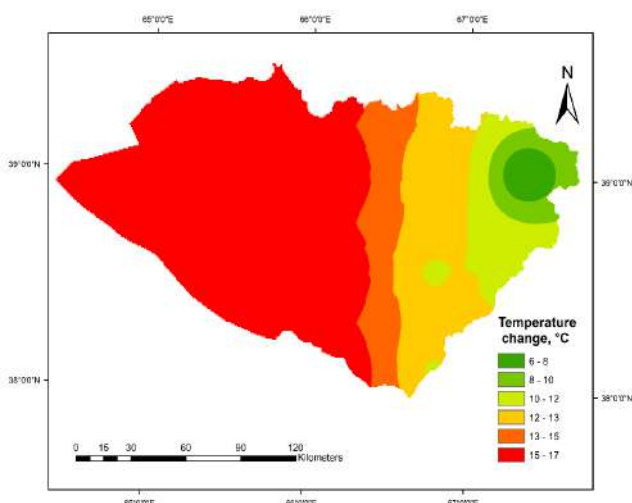 65°0'0"E 66°0'0"E 67°0'0"E
N
39°0'0"N
39°0'0"N
Temperature
change, °C
6 - 8
8 - 10
10 - 12
12 - 13
13 - 15
15 - 17
38°0'0"N
38°0'0"N
0 15 30 60 90 120
Kilometers